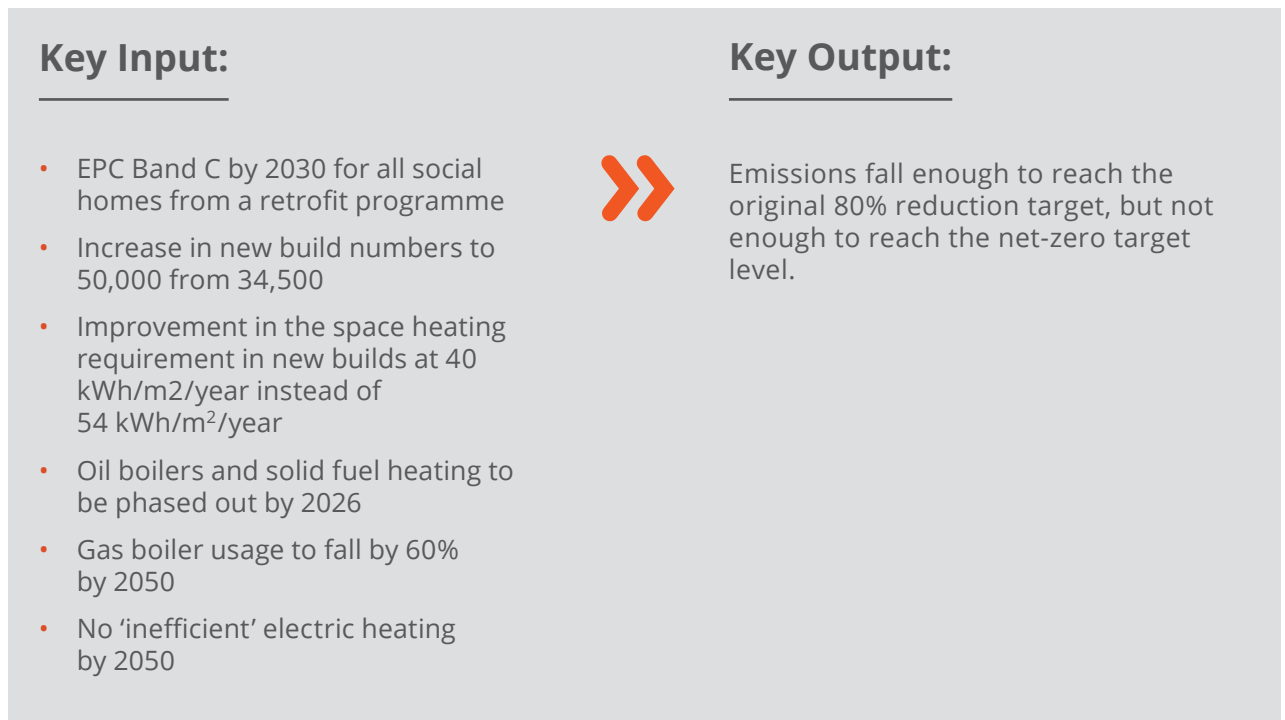 Key Input:
• EPC Band C by 2030 for all social
homes from a retrofit programme
• Increase in new build numbers to
50,000 from 34,500
• Improvement in the space heating
requirement in new builds at 40
kWh/m2/year instead of
54 kWh/m²/year
• Oil boilers and solid fuel heating to
be phased out by 2026
• Gas boiler usage to fall by 60%
by 2050
• No ‘inefficient’ electric heating
by 2050
Key Output:
Emissions fall enough to reach the
original 80% reduction target, but not
enough to reach the net-zero target
level.